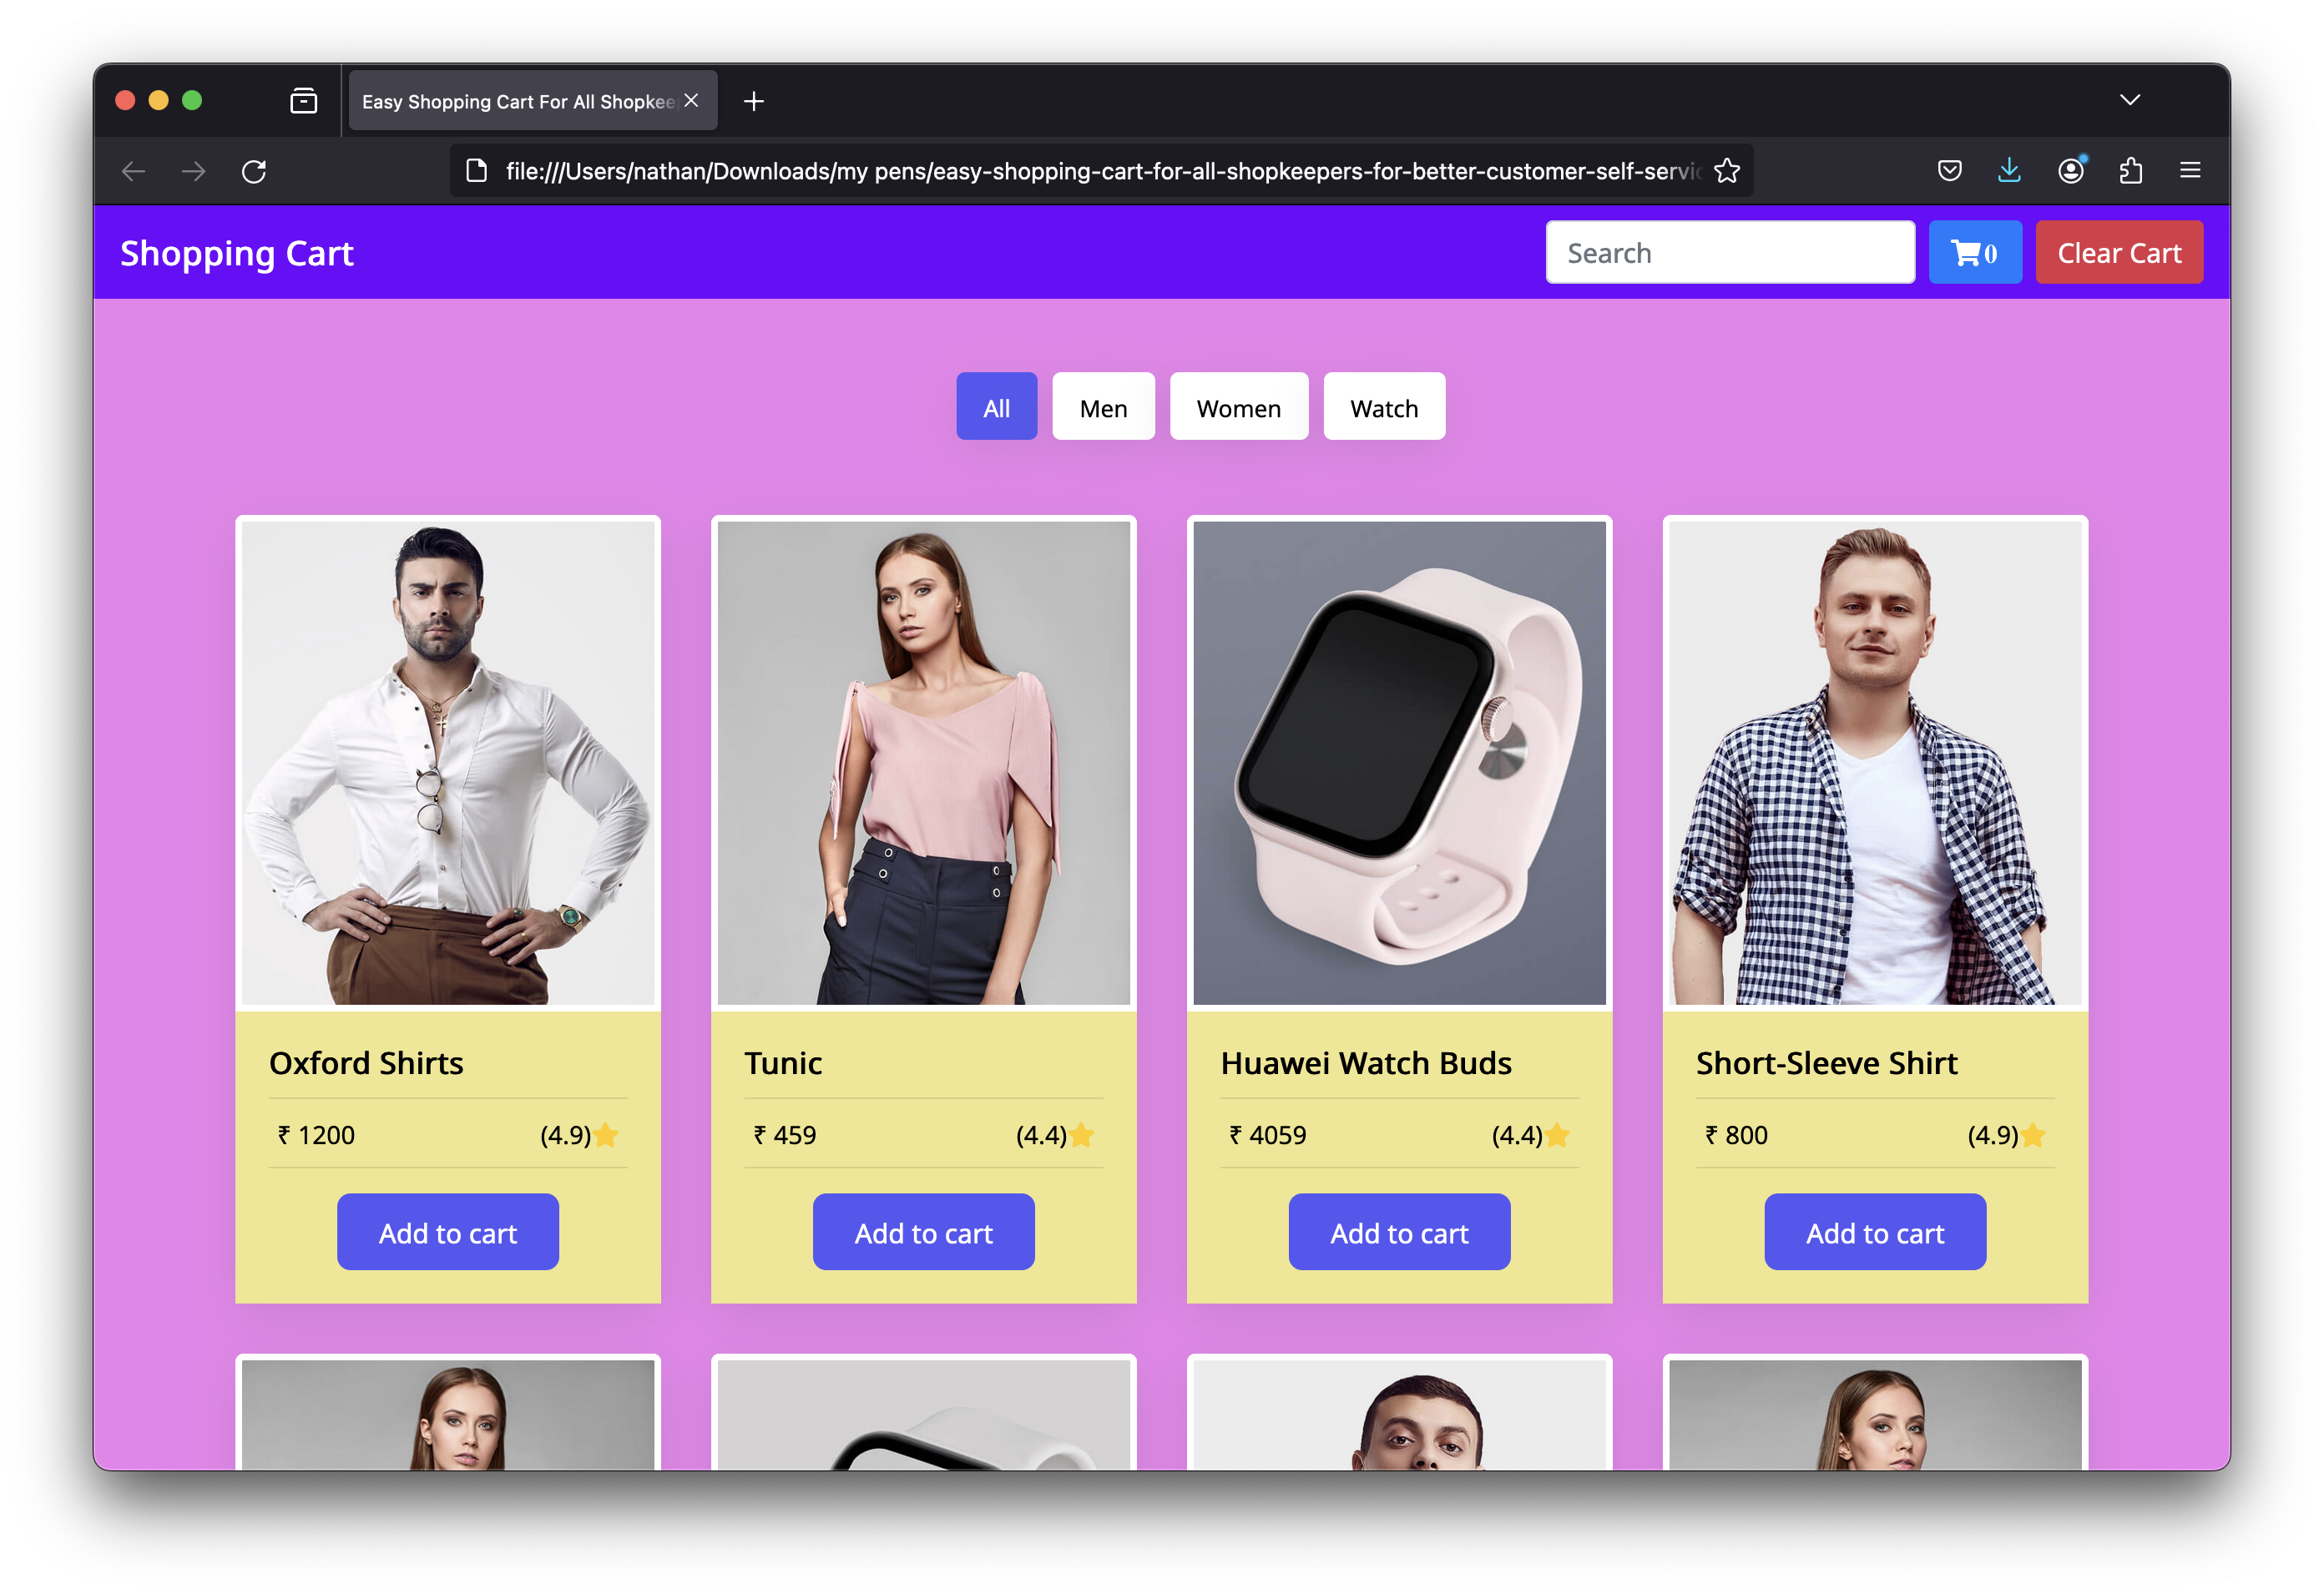 Easy Shopping Cart For All Shopkee
file:///Users/nathan/Downloads/my pens/easy-shopping-cart-for-all-shopkeepers-for-better-customer-self-servic
Shopping Cart
Search
0
Clear Cart
All
Men
Women
Watch
Oxford Shirts
Tunic
Huawei Watch Buds
Short-Sleeve Shirt
₹ 1200
(4.9)
₹ 459
(4.4)
₹ 4059
(4.4)
₹ 800
(4.9)
Add to cart
Add to cart
Add to cart
Add to cart